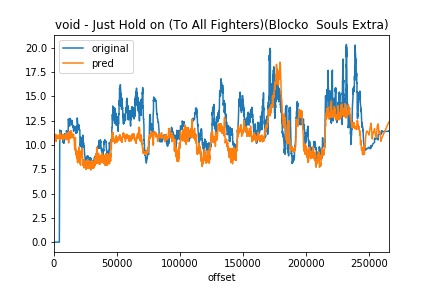 void - Just Hold on (To All Fighters)(Blocko  Souls Extra)
original
pred
20.0
17.5
15.0
12.5
10.0
7.5
5.0
2.5
0.0
0 50000 100000 150000 200000 250000
offset